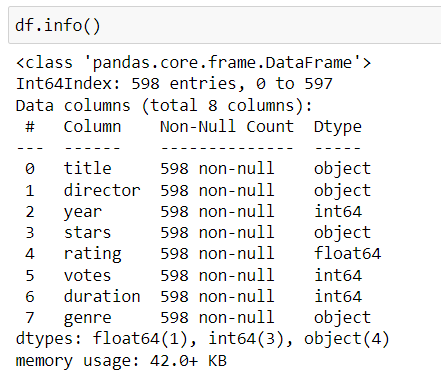 df.info()
<class 'pandas.core.frame.DataFrame'>
Int64Index: 598 entries, 0 to 597
Data columns (total 8 columns):
 #   Column    Non-Null Count  Dtype
---  ------    --------------  -----
 0   title     598 non-null    object
 1   director  598 non-null    object
 2   year      598 non-null    int64
 3   stars     598 non-null    object
 4   rating    598 non-null    float64
 5   votes     598 non-null    int64
 6   duration  598 non-null    int64
 7   genre     598 non-null    object
dtypes: float64(1), int64(3), object(4)
memory usage: 42.0+ KB